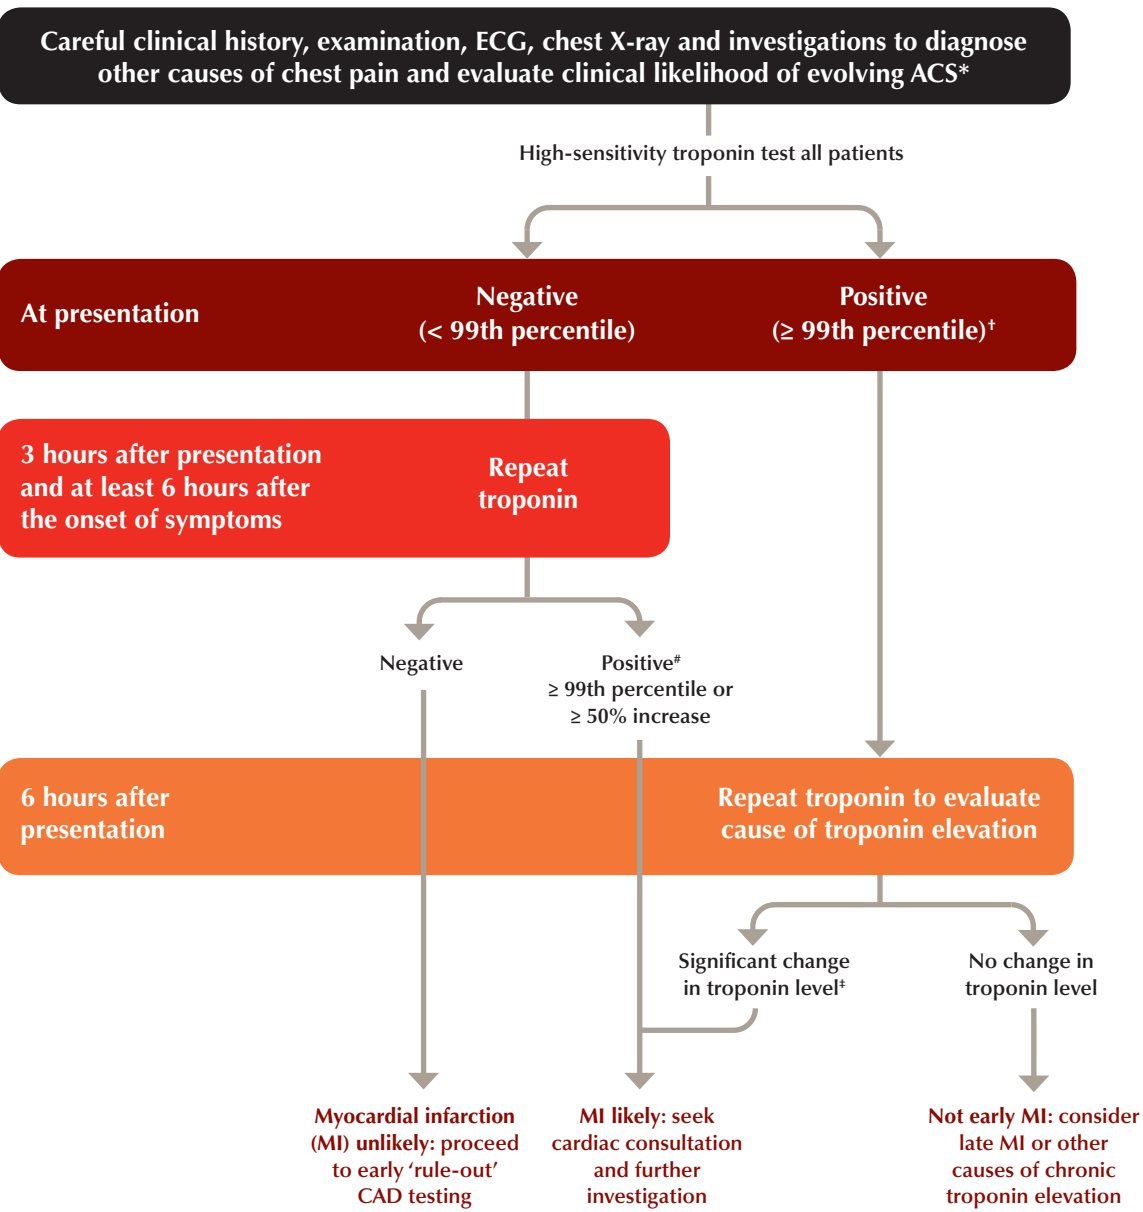 Careful clinical history, examination, ECG, chest X-ray and investigations to diagnose
other causes of chest pain and evaluate clinical likelihood of evolving ACS*
High-sensitivity troponin test all patients
At presentation
Negative
(< 99th percentile)
Positive
(≥ 99th percentile)†
3 hours after presentation
and at least 6 hours after
the onset of symptoms
Repeat
troponin
Negative
Positive#
≥ 99th percentile or
≥ 50% increase
6 hours after
presentation
Repeat troponin to evaluate
cause of troponin elevation
Significant change
in troponin level‡
No change in
troponin level
Myocardial infarction
(MI) unlikely: proceed
to early ‘rule-out’
CAD testing
MI likely: seek
cardiac consultation
and further
investigation
Not early MI: consider
late MI or other
causes of chronic
troponin elevation